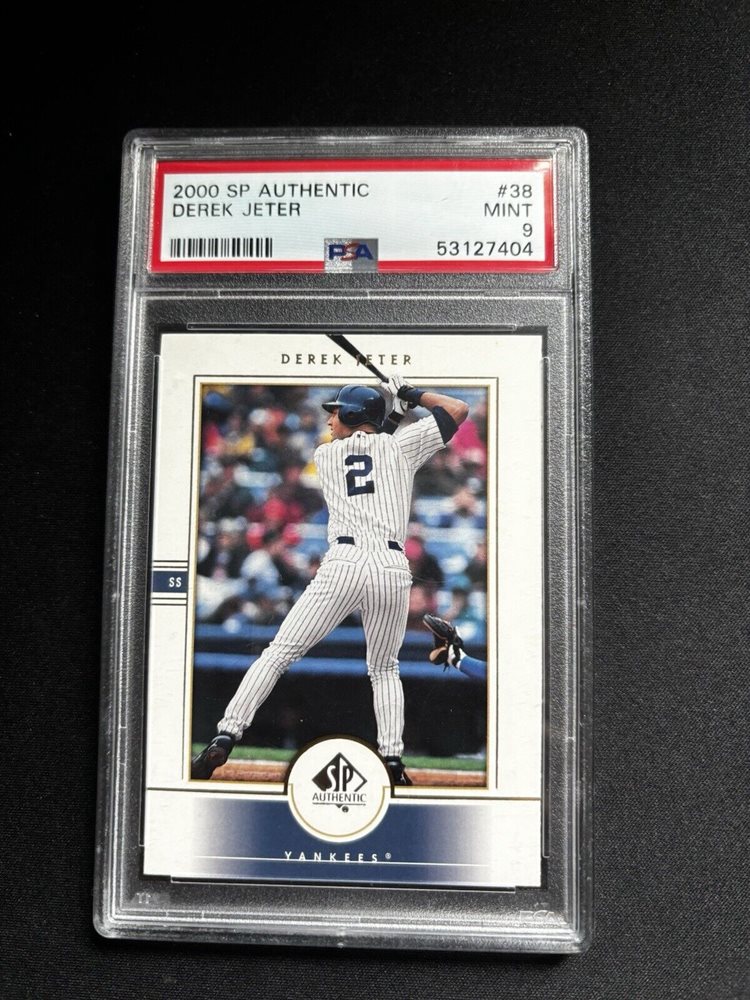 2000 SP AUTHENTIC #38
DEREK JETER MINT
9
PSA 53127404
DEREK JETER
2
SS
SP
AUTHENTIC
YANKEES®